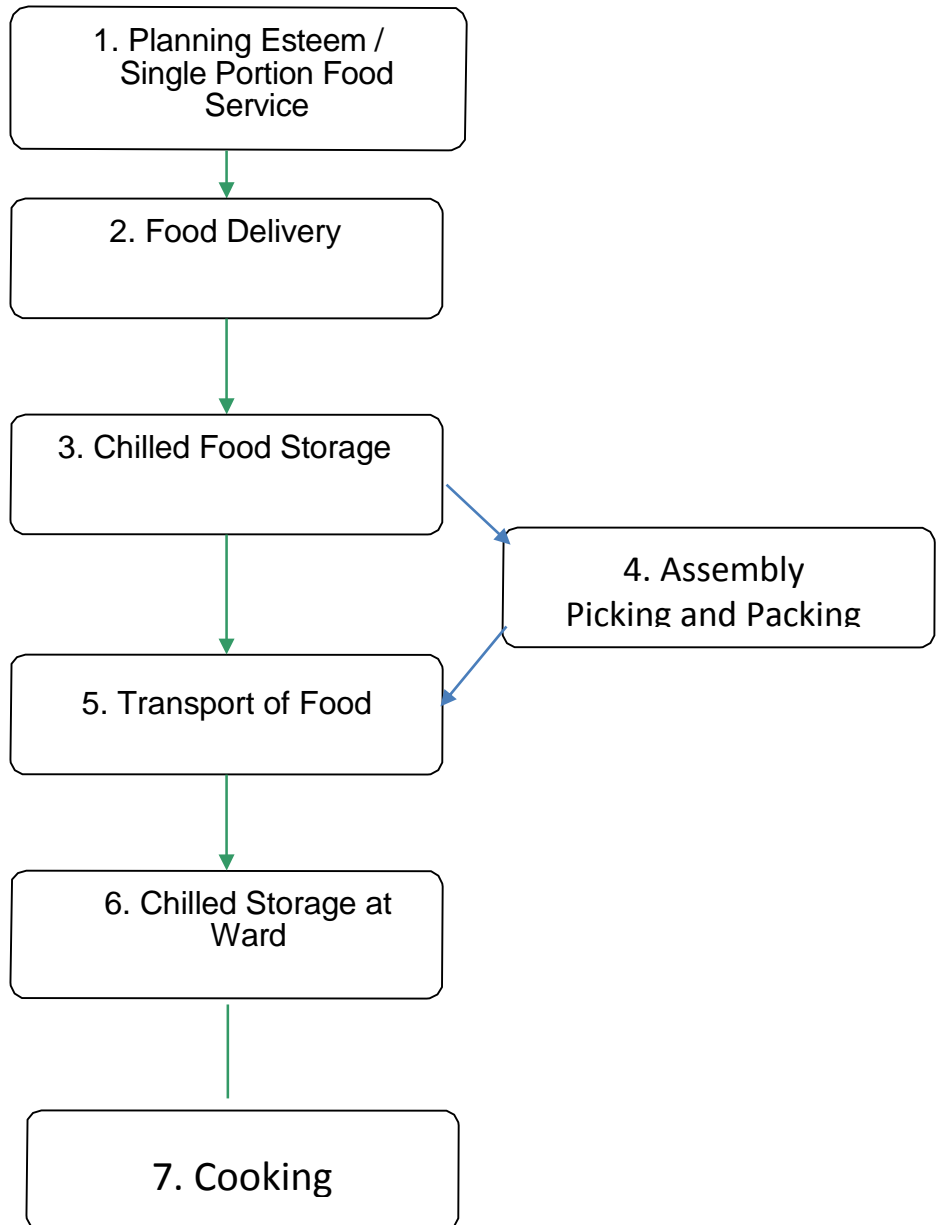 1. Planning Esteem /
Single Portion Food
Service
2. Food Delivery
3. Chilled Food Storage
4. Assembly
Picking and Packing
5. Transport of Food
6. Chilled Storage at
Ward
7. Cooking